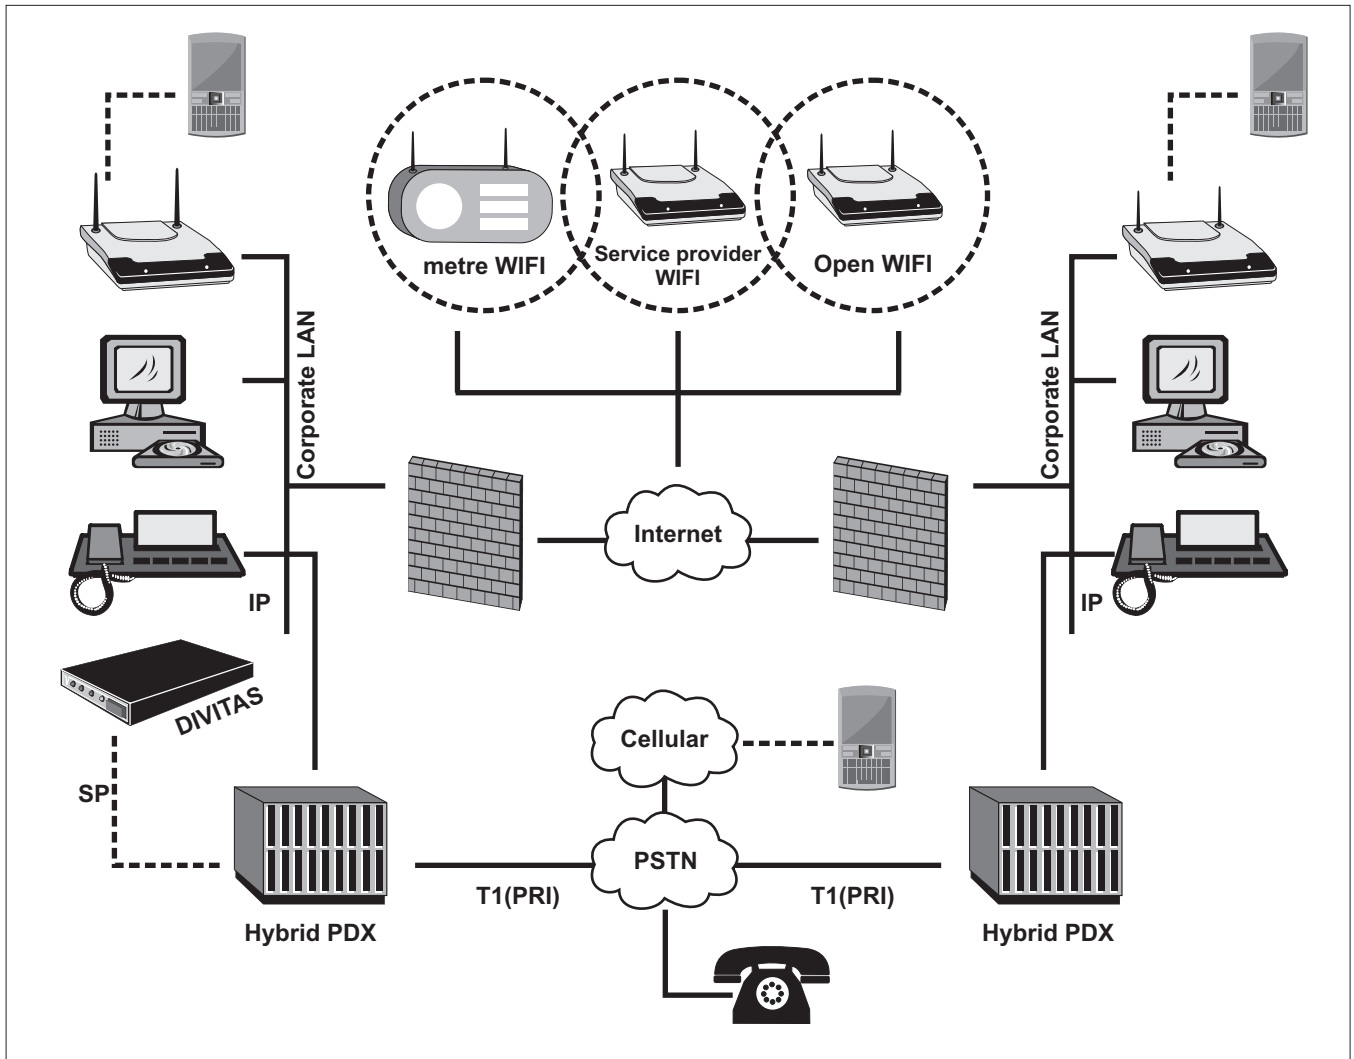 metre WIFI
Service provider
WIFI
Open WIFI
Corporate LAN
Corporate LAN
Internet
IP
IP
DIVITAS
Cellular
SP
PSTN
T1(PRI)
T1(PRI)
Hybrid PDX
Hybrid PDX